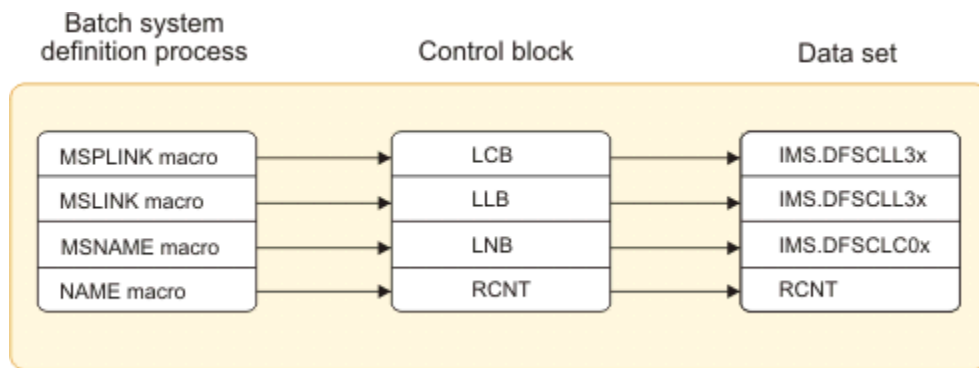 Batch system
definition process
Control block
Data set
MSPLINK macro
LCB
IMS.DFSCLL3x
MSLINK macro
LLB
IMS.DFSCLL3x
MSNAME macro
LNB
IMS.DFSCLC0x
NAME macro
RCNT
RCNT